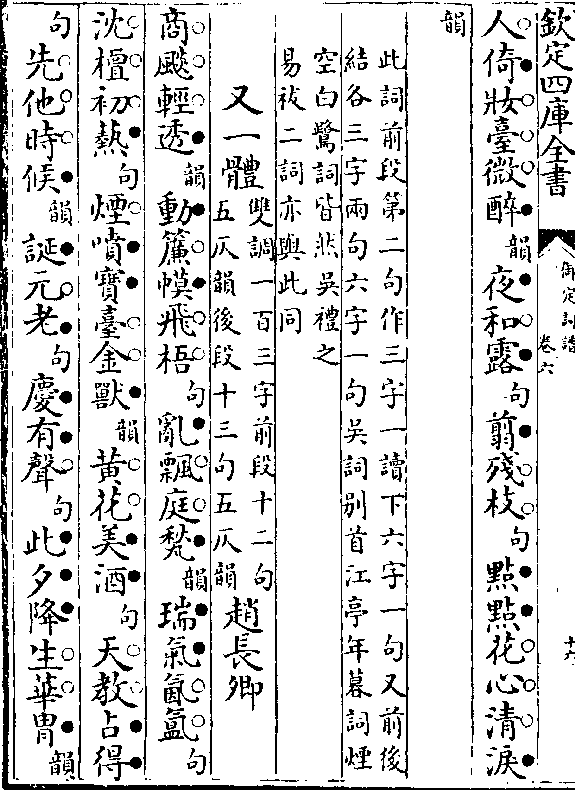 欽定四庫全書
御定詞譜
卷六
十六
人倚妝臺微醉韻夜和露句翦殘枝句點點花心清淚
韻
此詞前段第二句作三字一讀下六字一句又前後
結各三字兩句六字一句吳詞别首江亭年暮詞煙
空白鷺詞皆然吳禮之
易祓二詞亦與此同
又一體
雙調一百三字前段十二句
五仄韻後段十三句五仄韻
趙長卿
商飈輕透韻動簾幙飛梧句亂飄庭甃韻瑞氣氤氳句
沈檀初熱句煙噴寶臺金獸韻黄花美酒句天教占得
句先他時候韻誕元老句慶有聲句此夕降生華冑韻